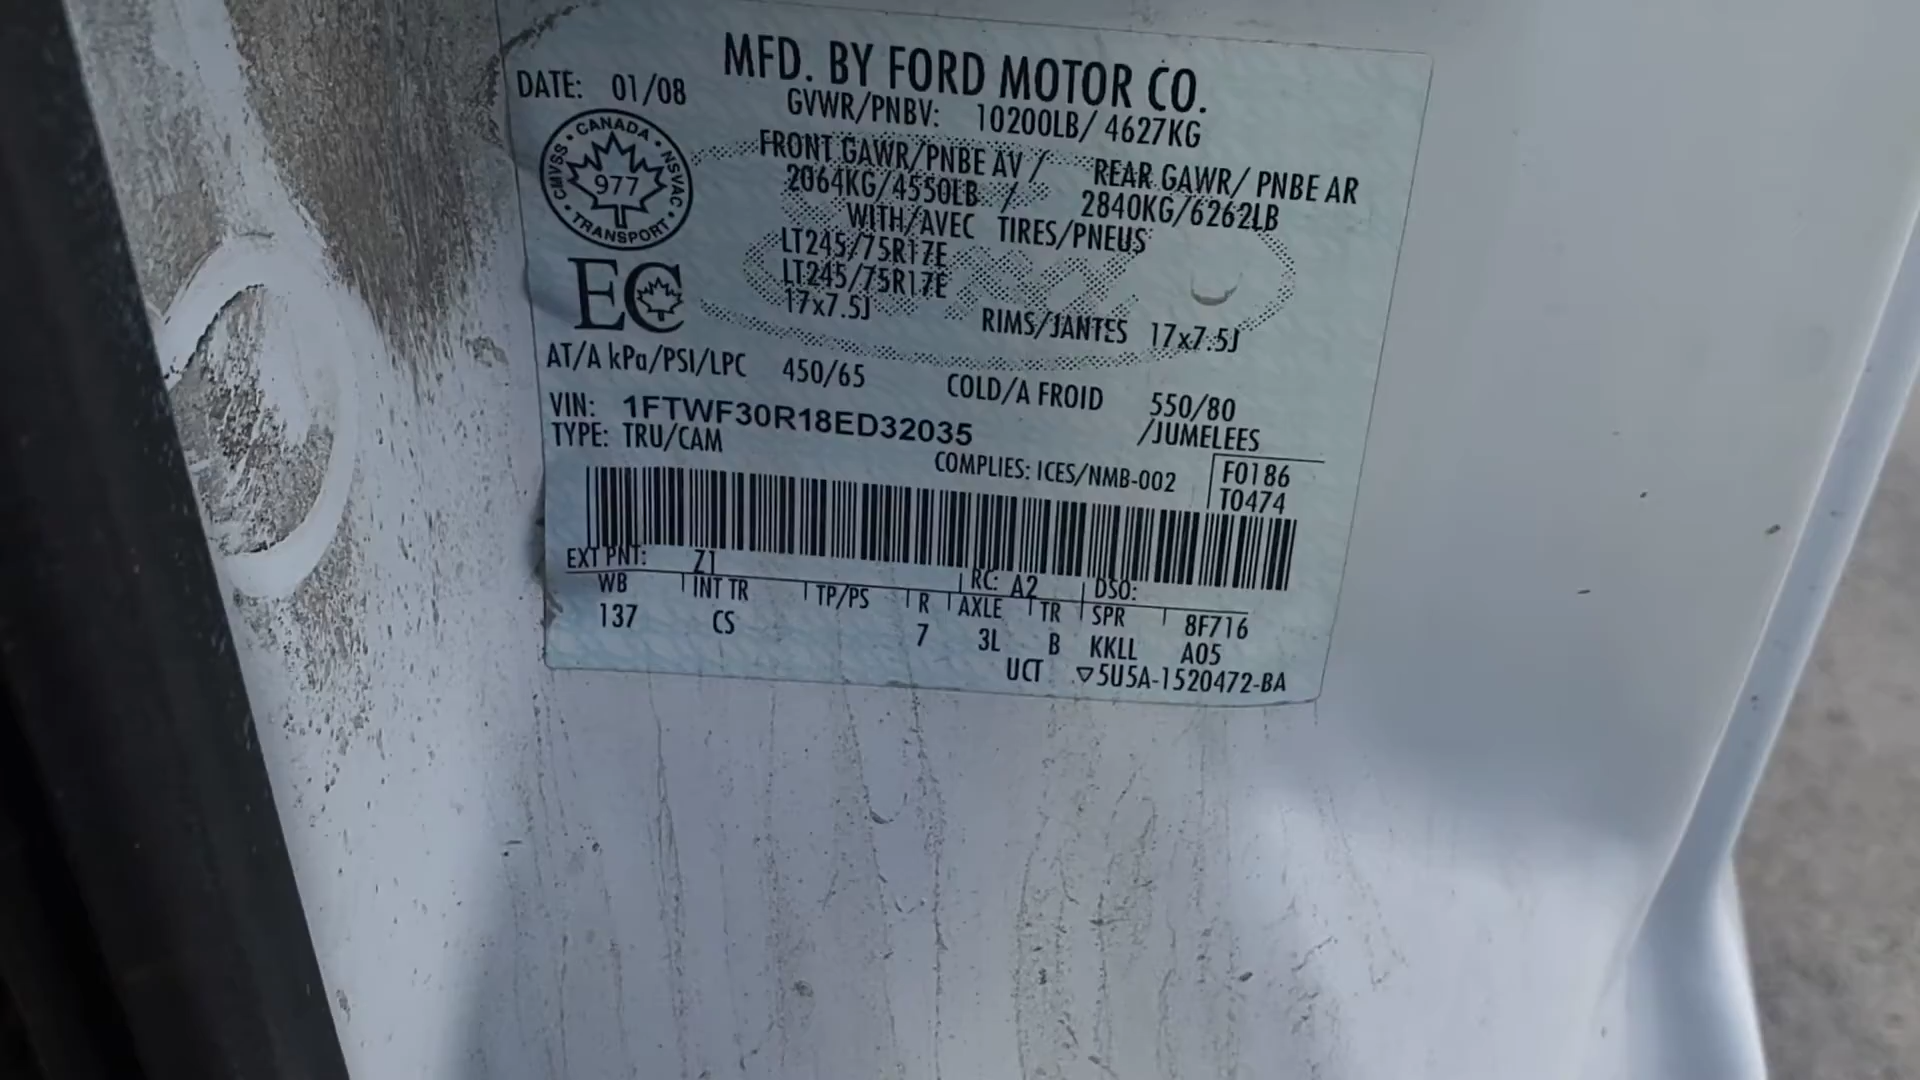 MFD. BY FORD MOTOR CO.
DATE: 01/08
GVWR/PNBV: 10200LB/ 4627KG
CANADA
CMVSS NSVAC
977
TRANSPORT
FRONT GAWR/PNBE AV / REAR GAWR/ PNBE AR
2064KG/4550LB / 2840KG/6262LB
WITH/AVEC TIRES/PNEUS
LT245/75R17E
LT245/75R17E
17x7.5J RIMS/JANTES 17x7.5J
EC
AT/A kPa/PSI/LPC 450/65 COLD/A FROID 550/80
VIN: 1FTWF30R18ED32035 /JUMELEES
TYPE: TRU/CAM
COMPLIES: ICES/NMB-002 F0186
T0474
EXT PNT: Z1 RC: A2 DSO:
WB INT TR TP/PS R AXLE TR SPR 8F716
137 CS 7 3L B KKLL A05
UCT ▽5U5A-1520472-BA